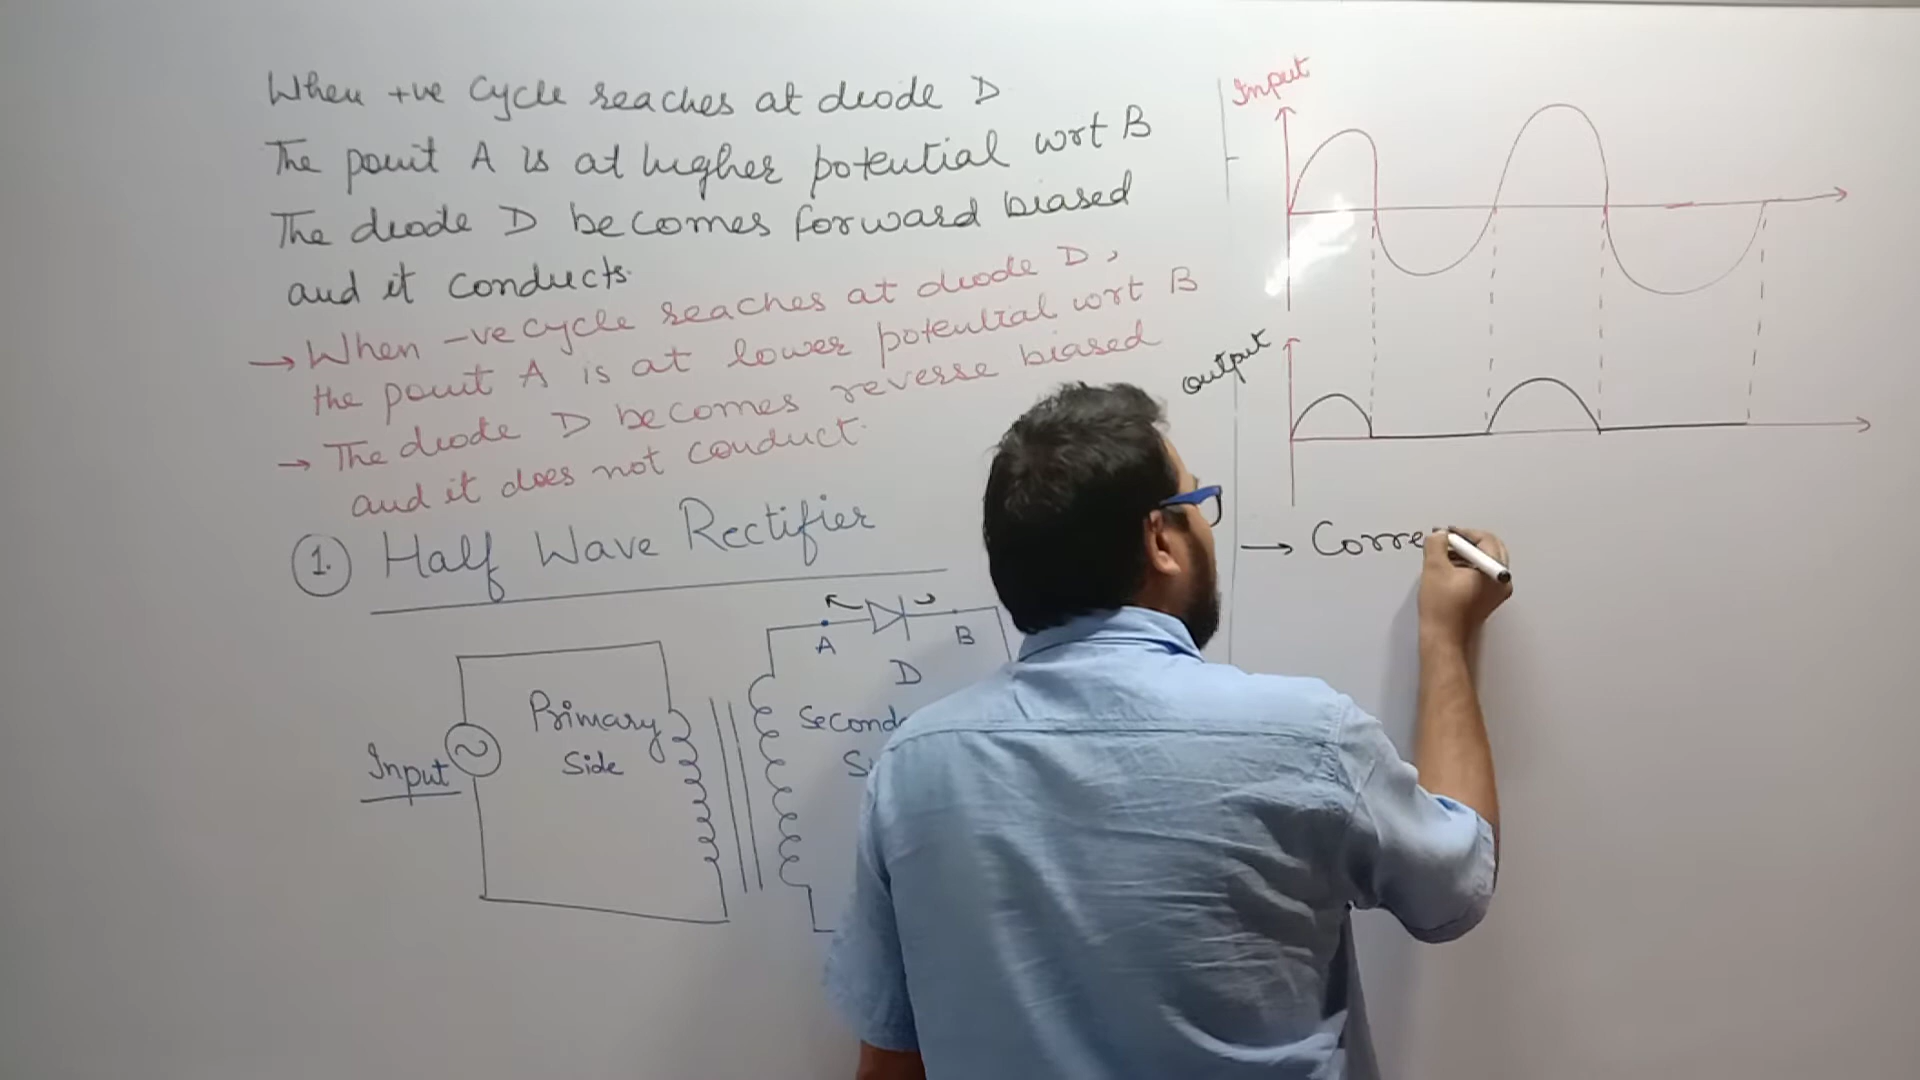 When +ve cycle reaches at diode D
The point A is at higher potential wrt B
The diode D becomes forward biased
and it conducts.
→ When -ve cycle reaches at diode D,
the point A is at lower potential wrt B
→ The diode D becomes reverse biased
and it does not conduct.
1. Half Wave Rectifier
A
B
D
Primary
Side
Input
Input
Output
→ Corre